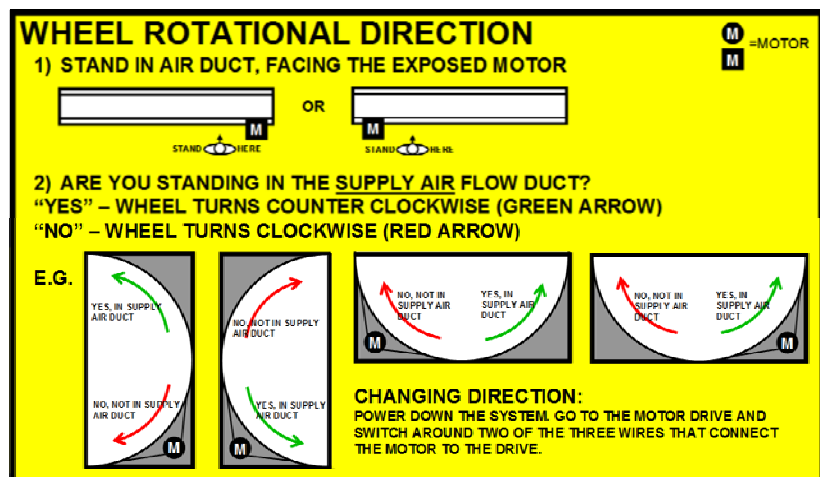 WHEEL ROTATIONAL DIRECTION
M
M
=MOTOR
1) STAND IN AIR DUCT, FACING THE EXPOSED MOTOR
M
STAND HERE
OR
M
STAND HERE
2) ARE YOU STANDING IN THE SUPPLY AIR FLOW DUCT?
“YES” – WHEEL TURNS COUNTER CLOCKWISE (GREEN ARROW)
“NO” – WHEEL TURNS CLOCKWISE (RED ARROW)
E.G.
YES, IN SUPPLY
AIR DUCT
NO, NOT IN SUPPLY
AIR DUCT
M
NO, NOT IN SUPPLY
AIR DUCT
YES, IN SUPPLY
AIR DUCT
M
NO, NOT IN
SUPPLY AIR
DUCT
YES, IN
SUPPLY AIR
DUCT
M
NO, NOT IN
SUPPLY AIR
DUCT
YES, IN
SUPPLY AIR
DUCT
M
CHANGING DIRECTION:
POWER DOWN THE SYSTEM. GO TO THE MOTOR DRIVE AND
SWITCH AROUND TWO OF THE THREE WIRES THAT CONNECT
THE MOTOR TO THE DRIVE.